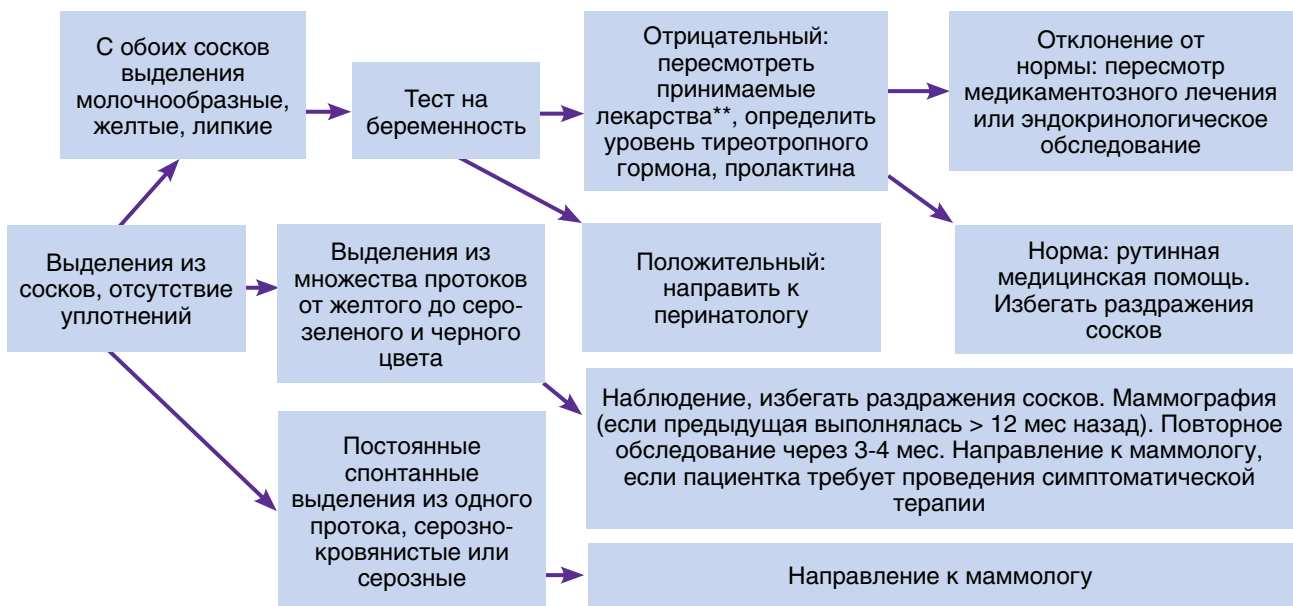 С обоих сосков
выделения
молочнообразные,
желтые, липкие
Тест на
беременность
Отрицательный:
пересмотреть
принимаемые
лекарства**, определить
уровень тиреотропного
гормона, пролактина
Отклонение от
нормы: пересмотр
медикаментозного лечения
или эндокринологическое
обследование
Выделения из
сосков, отсутствие
уплотнений
Выделения из
множества протоков
от желтого до серо-
зеленого и черного
цвета
Положительный:
направить к
перинатологу
Норма: рутинная
медицинская помощь.
Избегать раздражения
сосков
Наблюдение, избегать раздражения сосков. Маммография
(если предыдущая выполнялась > 12 мес назад). Повторное
обследование через 3-4 мес. Направление к маммологу,
если пациентка требует проведения симптоматической
терапии
Постоянные
спонтанные
выделения из одного
протока, серозно-
кровянистые или
серозные
Направление к маммологу